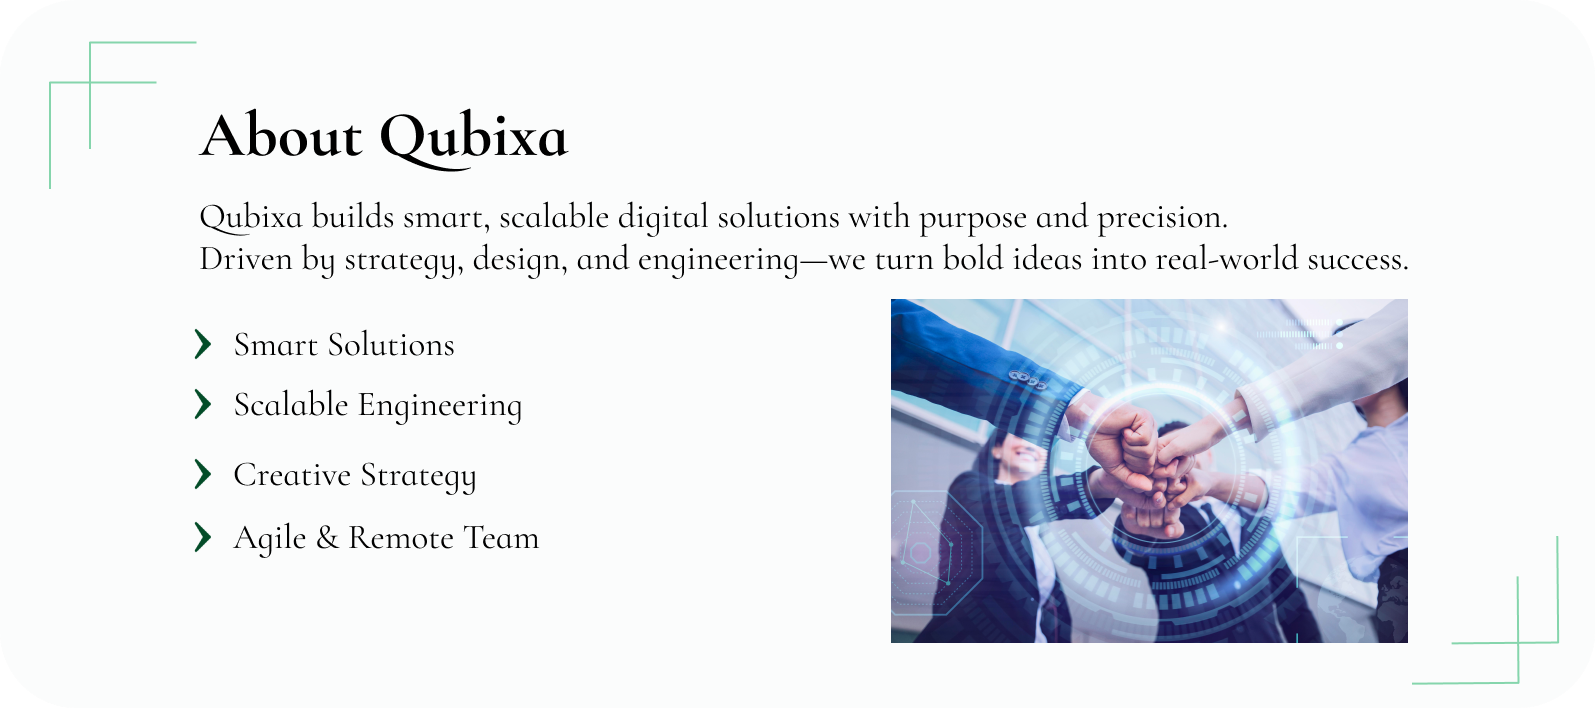 About Qubixa
Qubixa builds smart, scalable digital solutions with purpose and precision.
Driven by strategy, design, and engineering—we turn bold ideas into real-world success.
Smart Solutions
Scalable Engineering
Creative Strategy
Agile & Remote Team